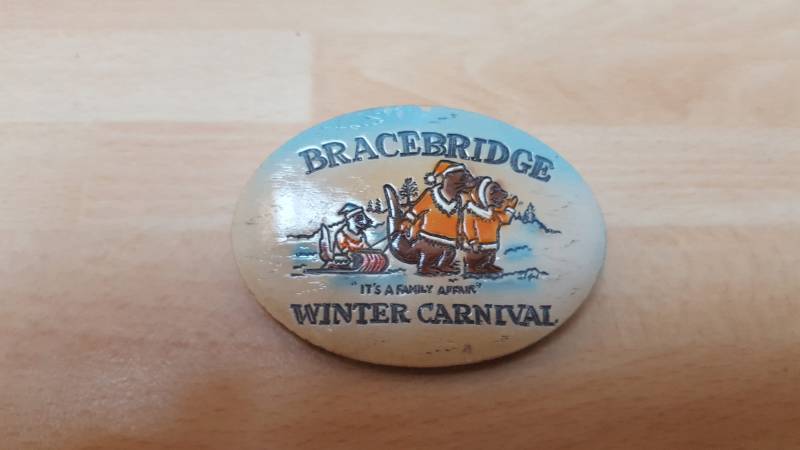 BRACEBRIDGE
"IT'S A FAMILY AFFAIR"
WINTER CARNIVAL